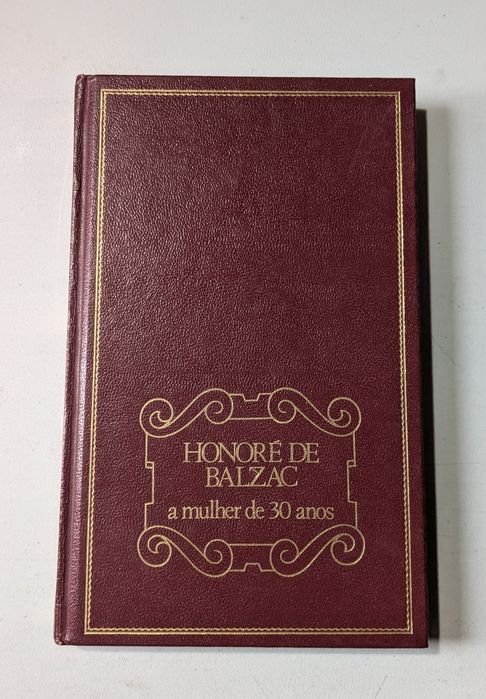 HONORÉ DE
BALZAC
a mulher de 30 anos